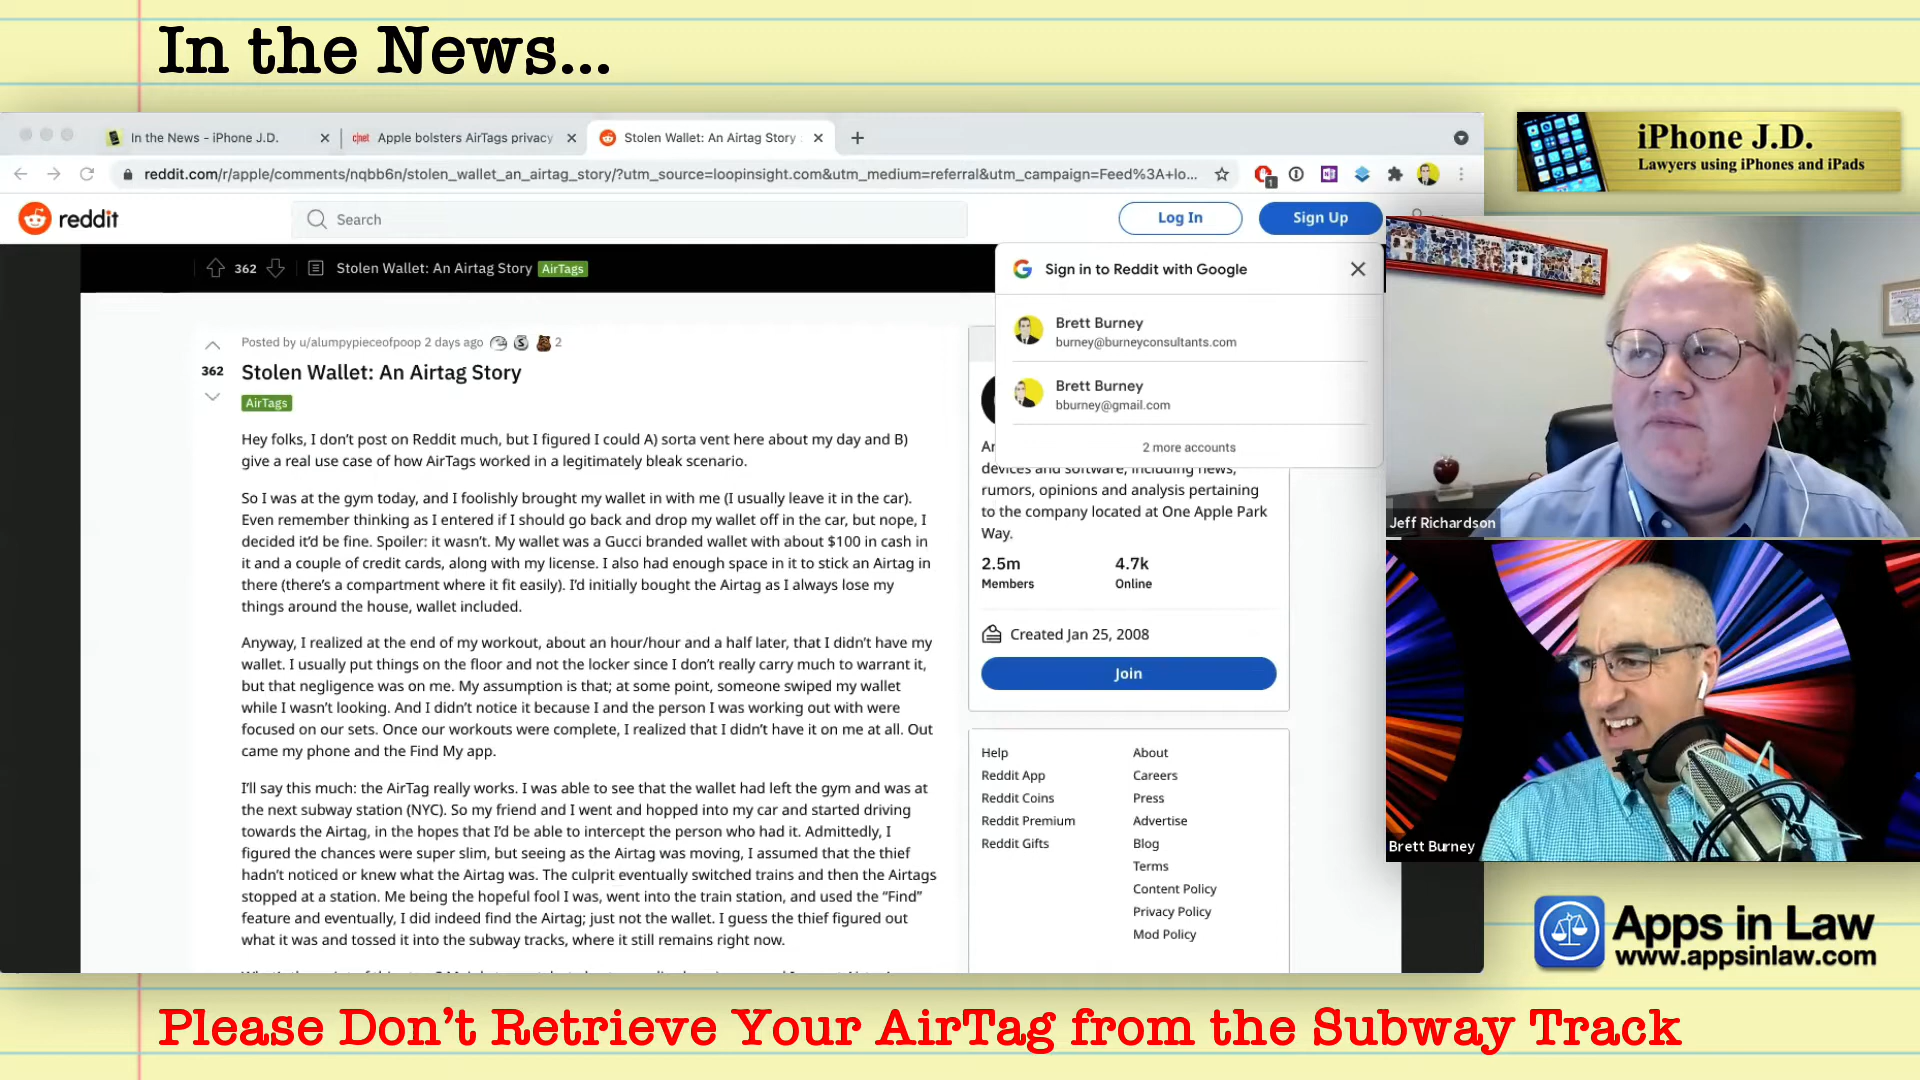 In the News...
In the News - iPhone J.D.
c|net Apple bolsters AirTags privacy
Stolen Wallet: An Airtag Story
reddit.com/r/apple/comments/nqbb6n/stolen_wallet_an_airtag_story/?utm_source=loopinsight.com&utm_medium=referral&utm_campaign=Feed%3A+lo...
1
reddit
Search
Log In
Sign Up
362
Stolen Wallet: An Airtag Story AirTags
Sign in to Reddit with Google
Brett Burney
burney@burneyconsultants.com
Brett Burney
bburney@gmail.com
2 more accounts
Posted by u/alumpypieceofpoop 2 days ago
2
362
Stolen Wallet: An Airtag Story
AirTags
Hey folks, I don't post on Reddit much, but I figured I could A) sorta vent here about my day and B)
give a real use case of how AirTags worked in a legitimately bleak scenario.
So I was at the gym today, and I foolishly brought my wallet in with me (I usually leave it in the car).
Even remember thinking as I entered if I should go back and drop my wallet off in the car, but nope, I
decided it'd be fine. Spoiler: it wasn't. My wallet was a Gucci branded wallet with about $100 in cash in
it and a couple of credit cards, along with my license. I also had enough space in it to stick an Airtag in
there (there's a compartment where it fit easily). I'd initially bought the Airtag as I always lose my
things around the house, wallet included.
Anyway, I realized at the end of my workout, about an hour/hour and a half later, that I didn't have my
wallet. I usually put things on the floor and not the locker since I don't really carry much to warrant it,
but that negligence was on me. My assumption is that; at some point, someone swiped my wallet
while I wasn't looking. And I didn't notice it because I and the person I was working out with were
focused on our sets. Once our workouts were complete, I realized that I didn't have it on me at all. Out
came my phone and the Find My app.
I'll say this much: the AirTag really works. I was able to see that the wallet had left the gym and was at
the next subway station (NYC). So my friend and I went and hopped into my car and started driving
towards the Airtag, in the hopes that I'd be able to intercept the person who had it. Admittedly, I
figured the chances were super slim, but seeing as the Airtag was moving, I assumed that the thief
hadn't noticed or knew what the Airtag was. The culprit eventually switched trains and then the Airtags
stopped at a station. Me being the hopeful fool I was, went into the train station, and used the “Find”
feature and eventually, I did indeed find the Airtag; just not the wallet. I guess the thief figured out
what it was and tossed it into the subway tracks, where it still remains right now.
An
devices and software, including news,
rumors, opinions and analysis pertaining
to the company located at One Apple Park
Way.
2.5m
Members
4.7k
Online
Created Jan 25, 2008
Join
Help
Reddit App
Reddit Coins
Reddit Premium
Reddit Gifts
About
Careers
Press
Advertise
Blog
Terms
Content Policy
Privacy Policy
Mod Policy
iPhone J.D.
Lawyers using iPhones and iPads
Jeff Richardson
Brett Burney
Apps in Law
www.appsinlaw.com
Please Don't Retrieve Your AirTag from the Subway Track